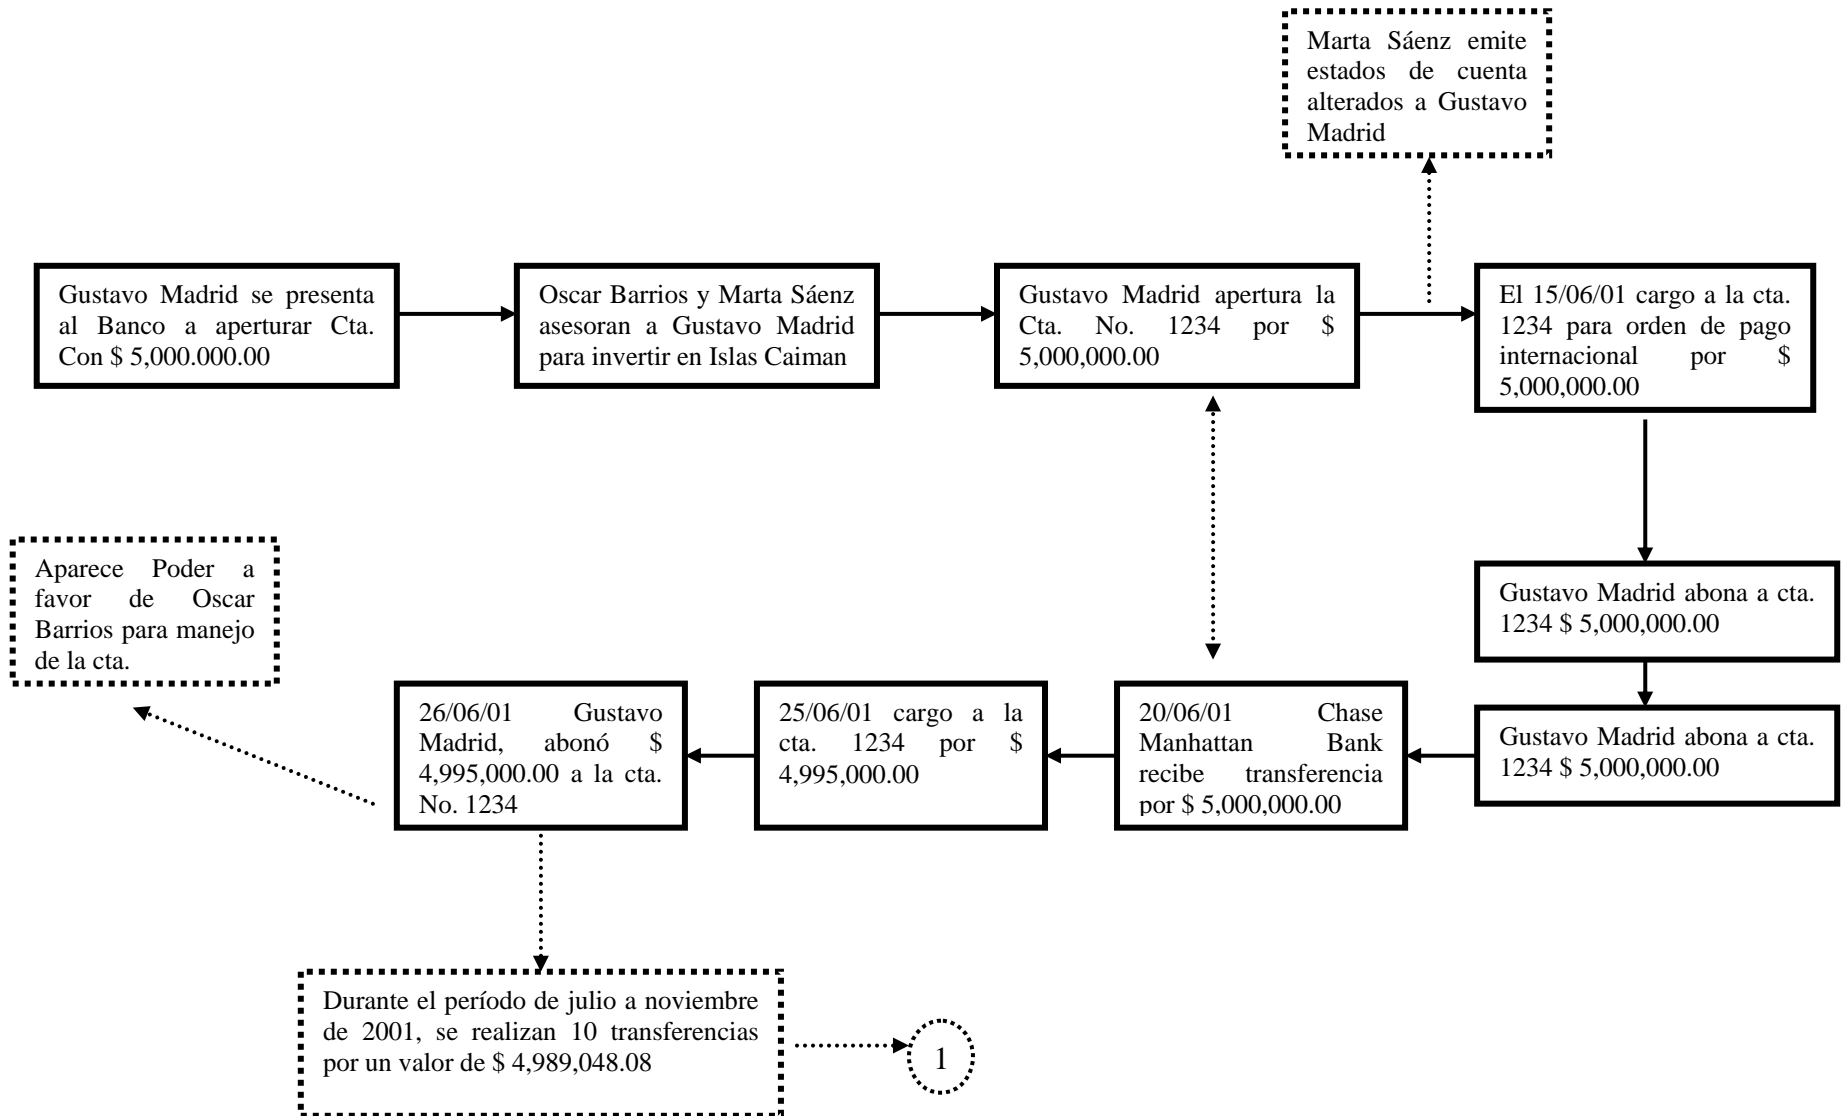 Marta Sáenz emite
estados de cuenta
alterados a Gustavo
Madrid
Gustavo Madrid se presenta
al Banco a aperturar Cta.
Con $ 5,000.000.00
Oscar Barrios y Marta Sáenz
asesoran a Gustavo Madrid
para invertir en Islas Caiman
Gustavo Madrid apertura la
Cta. No. 1234 por $
5,000,000.00
El 15/06/01 cargo a la cta.
1234 para orden de pago
internacional por $
5,000,000.00
Gustavo Madrid abona a cta.
1234 $ 5,000,000.00
Gustavo Madrid abona a cta.
1234 $ 5,000,000.00
20/06/01 Chase
Manhattan Bank
recibe transferencia
por $ 5,000,000.00
25/06/01 cargo a la
cta. 1234 por $
4,995,000.00
26/06/01 Gustavo
Madrid, abonó $
4,995,000.00 a la cta.
No. 1234
Aparece Poder a
favor de Oscar
Barrios para manejo
de la cta.
Durante el período de julio a noviembre
de 2001, se realizan 10 transferencias
por un valor de $ 4,989,048.08
1